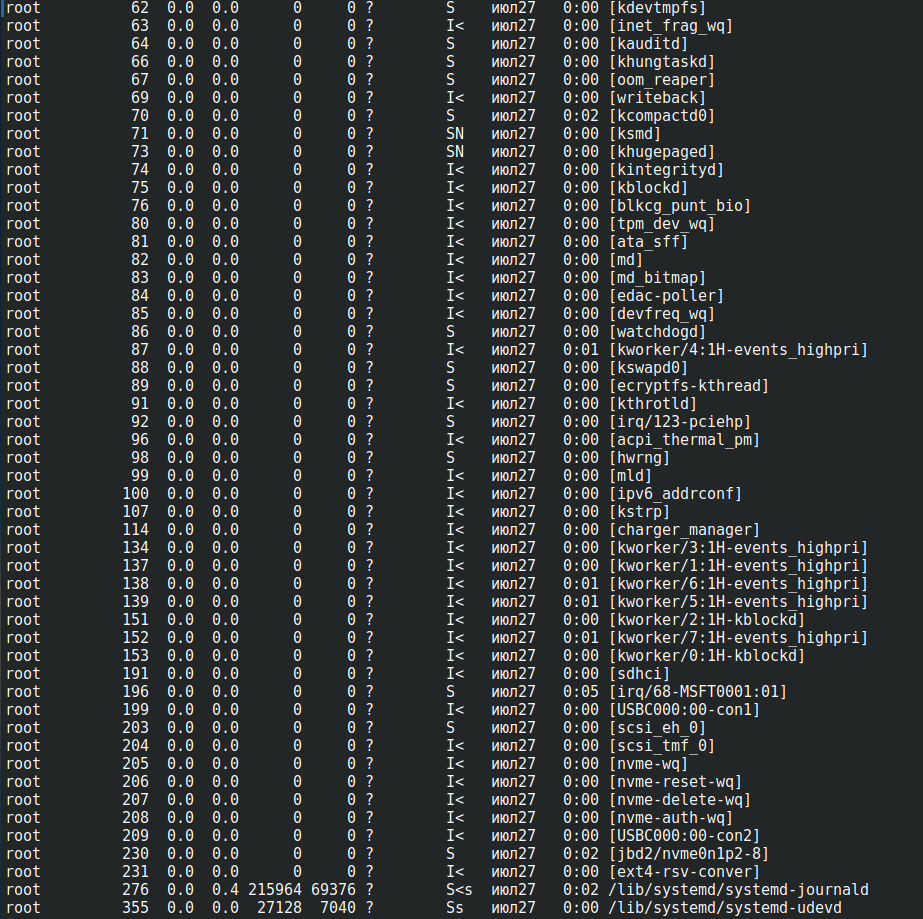 root 62 0.0 0.0 0 0 ? S июл27 0:00 [kdevtmpfs]
root 63 0.0 0.0 0 0 ? I< июл27 0:00 [inet_frag_wq]
root 64 0.0 0.0 0 0 ? S июл27 0:00 [kauditd]
root 66 0.0 0.0 0 0 ? S июл27 0:00 [khungtaskd]
root 67 0.0 0.0 0 0 ? S июл27 0:00 [oom_reaper]
root 69 0.0 0.0 0 0 ? I< июл27 0:00 [writeback]
root 70 0.0 0.0 0 0 ? S июл27 0:02 [kcompactd0]
root 71 0.0 0.0 0 0 ? SN июл27 0:00 [ksmd]
root 73 0.0 0.0 0 0 ? SN июл27 0:00 [khugepaged]
root 74 0.0 0.0 0 0 ? I< июл27 0:00 [kintegrityd]
root 75 0.0 0.0 0 0 ? I< июл27 0:00 [kblockd]
root 76 0.0 0.0 0 0 ? I< июл27 0:00 [blkcg_punt_bio]
root 80 0.0 0.0 0 0 ? I< июл27 0:00 [tpm_dev_wq]
root 81 0.0 0.0 0 0 ? I< июл27 0:00 [ata_sff]
root 82 0.0 0.0 0 0 ? I< июл27 0:00 [md]
root 83 0.0 0.0 0 0 ? I< июл27 0:00 [md_bitmap]
root 84 0.0 0.0 0 0 ? I< июл27 0:00 [edac-poller]
root 85 0.0 0.0 0 0 ? I< июл27 0:00 [devfreq_wq]
root 86 0.0 0.0 0 0 ? S июл27 0:00 [watchdogd]
root 87 0.0 0.0 0 0 ? I< июл27 0:01 [kworker/4:1H-events_highpri]
root 88 0.0 0.0 0 0 ? S июл27 0:00 [kswapd0]
root 89 0.0 0.0 0 0 ? S июл27 0:00 [ecryptfs-kthread]
root 91 0.0 0.0 0 0 ? I< июл27 0:00 [kthrotld]
root 92 0.0 0.0 0 0 ? S июл27 0:00 [irq/123-pciehp]
root 96 0.0 0.0 0 0 ? I< июл27 0:00 [acpi_thermal_pm]
root 98 0.0 0.0 0 0 ? S июл27 0:00 [hwrng]
root 99 0.0 0.0 0 0 ? I< июл27 0:00 [mld]
root 100 0.0 0.0 0 0 ? I< июл27 0:00 [ipv6_addrconf]
root 107 0.0 0.0 0 0 ? I< июл27 0:00 [kstrp]
root 114 0.0 0.0 0 0 ? I< июл27 0:00 [charger_manager]
root 134 0.0 0.0 0 0 ? I< июл27 0:00 [kworker/3:1H-events_highpri]
root 137 0.0 0.0 0 0 ? I< июл27 0:00 [kworker/1:1H-events_highpri]
root 138 0.0 0.0 0 0 ? I< июл27 0:01 [kworker/6:1H-events_highpri]
root 139 0.0 0.0 0 0 ? I< июл27 0:01 [kworker/5:1H-events_highpri]
root 151 0.0 0.0 0 0 ? I< июл27 0:00 [kworker/2:1H-kblockd]
root 152 0.0 0.0 0 0 ? I< июл27 0:01 [kworker/7:1H-events_highpri]
root 153 0.0 0.0 0 0 ? I< июл27 0:00 [kworker/0:1H-kblockd]
root 191 0.0 0.0 0 0 ? I< июл27 0:00 [sdhci]
root 196 0.0 0.0 0 0 ? S июл27 0:05 [irq/68-MSFT0001:01]
root 199 0.0 0.0 0 0 ? I< июл27 0:00 [USBC000:00-con1]
root 203 0.0 0.0 0 0 ? S июл27 0:00 [scsi_eh_0]
root 204 0.0 0.0 0 0 ? I< июл27 0:00 [scsi_tmf_0]
root 205 0.0 0.0 0 0 ? I< июл27 0:00 [nvme-wq]
root 206 0.0 0.0 0 0 ? I< июл27 0:00 [nvme-reset-wq]
root 207 0.0 0.0 0 0 ? I< июл27 0:00 [nvme-delete-wq]
root 208 0.0 0.0 0 0 ? I< июл27 0:00 [nvme-auth-wq]
root 209 0.0 0.0 0 0 ? I< июл27 0:00 [USBC000:00-con2]
root 230 0.0 0.0 0 0 ? S июл27 0:02 [jbd2/nvme0n1p2-8]
root 231 0.0 0.0 0 0 ? I< июл27 0:00 [ext4-rsv-conver]
root 276 0.0 0.4 215964 69376 ? S<s июл27 0:02 /lib/systemd/systemd-journald
root 355 0.0 0.0 27128 7040 ? Ss июл27 0:00 /lib/systemd/systemd-udevd